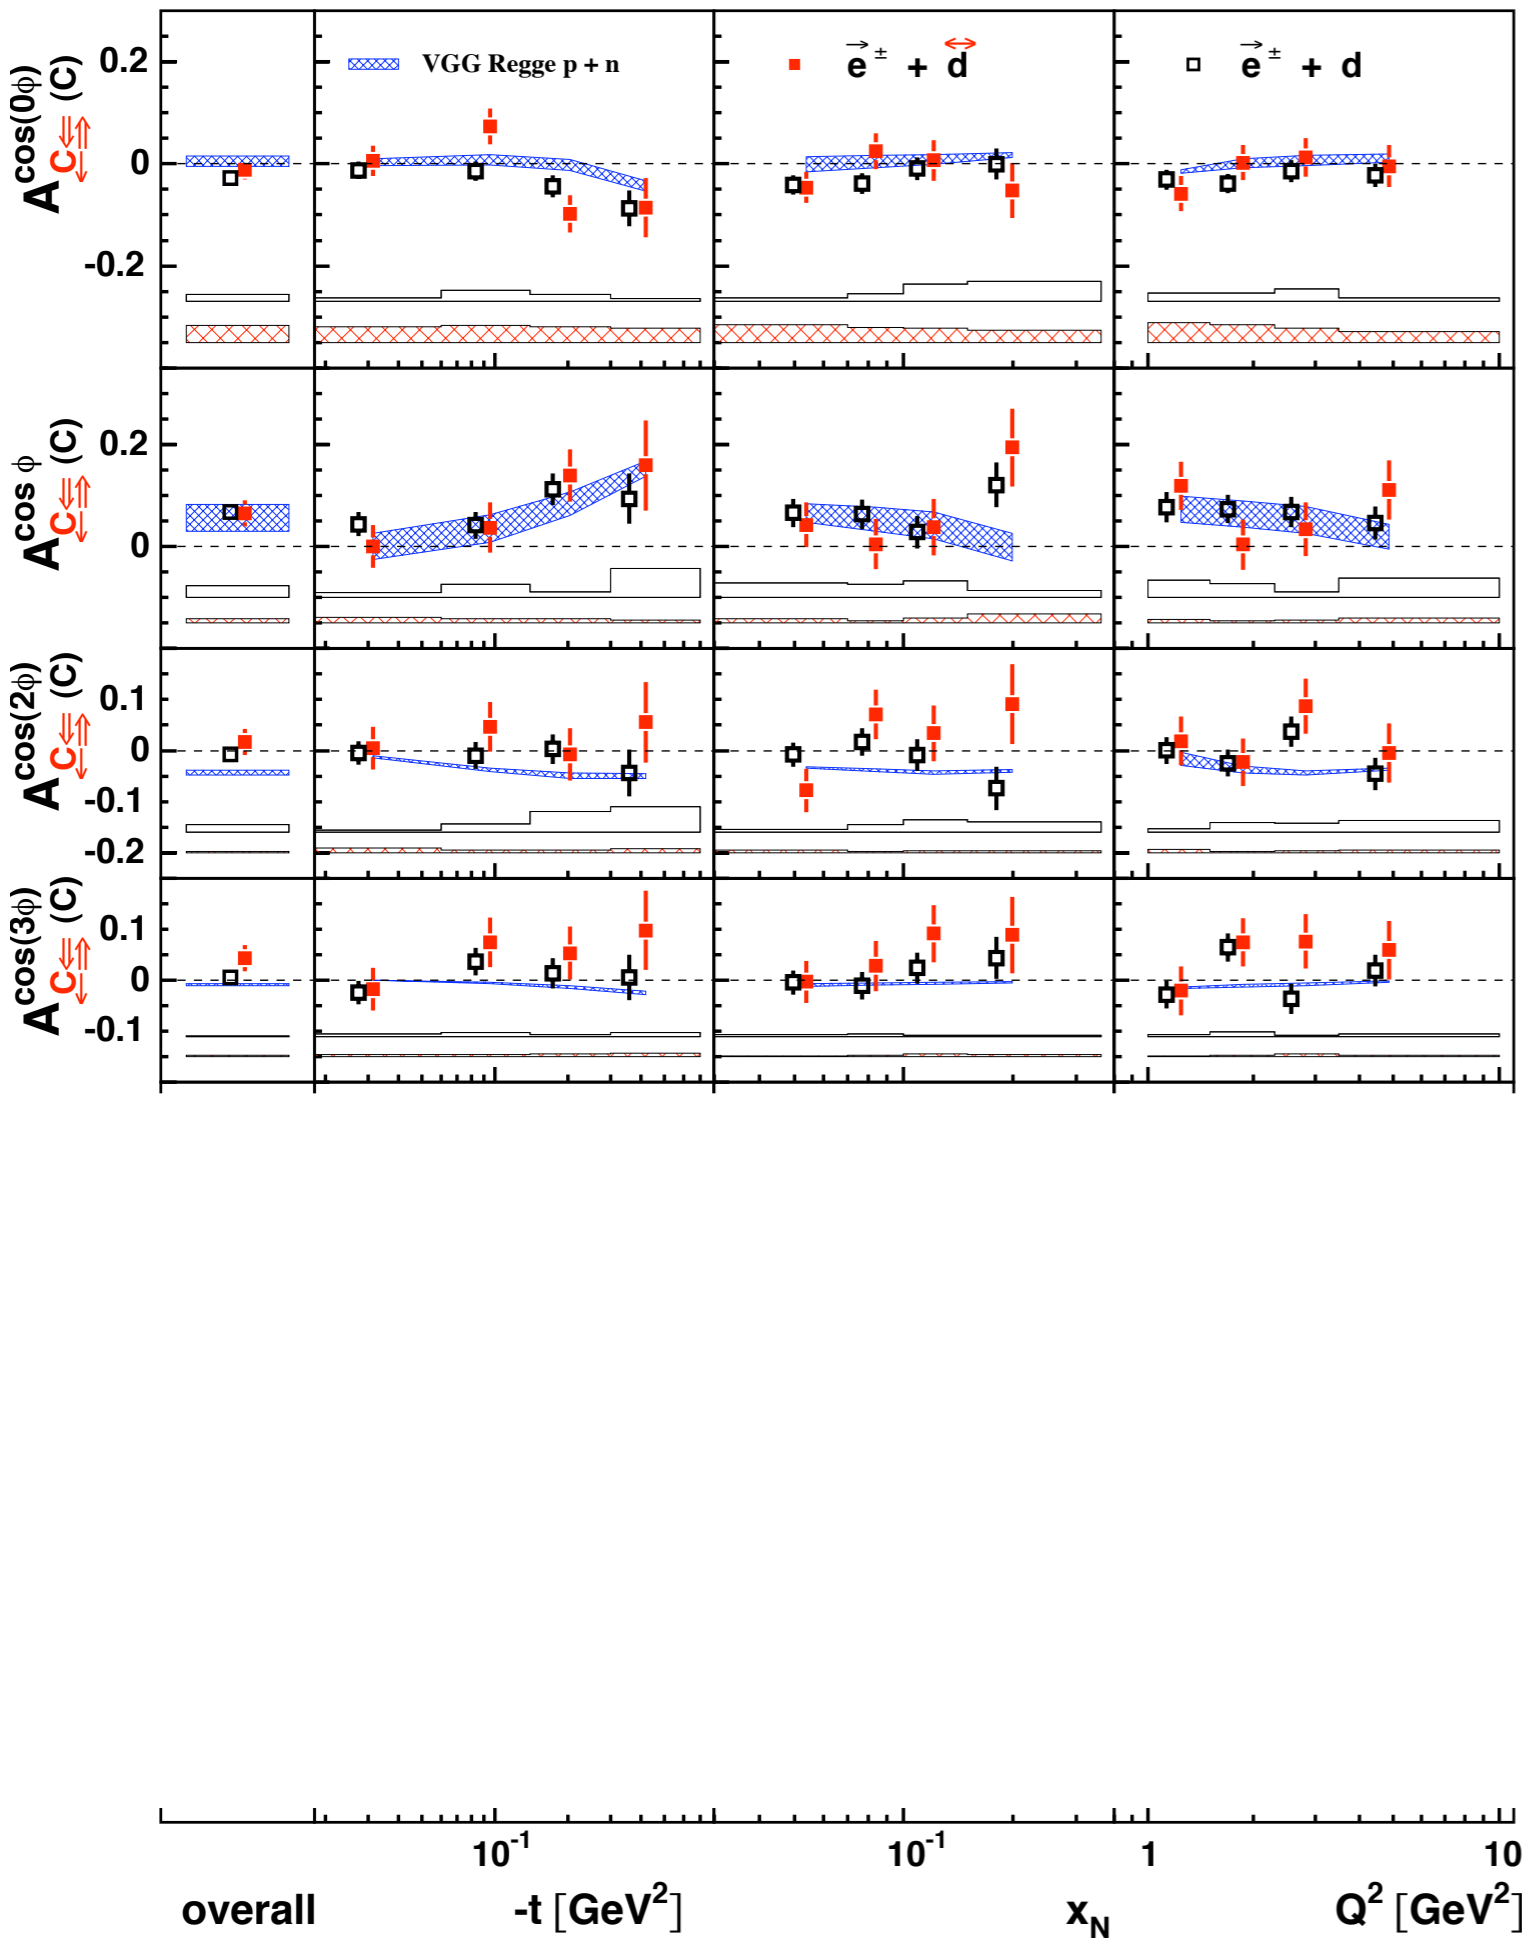 VGG Regge p + n
e± + d
e± + d
A cos(0ϕ) C↓⇓⇑ (C)
0.2
0
-0.2
A cos ϕ C↓⇓⇑ (C)
0.2
0
A cos(2ϕ) C↓⇓⇑ (C)
0.1
0
-0.1
-0.2
A cos(3ϕ) C↓⇓⇑ (C)
0.1
0
-0.1
10⁻¹ 10⁻¹ 1 10
overall -t [GeV²] x_N Q² [GeV²]